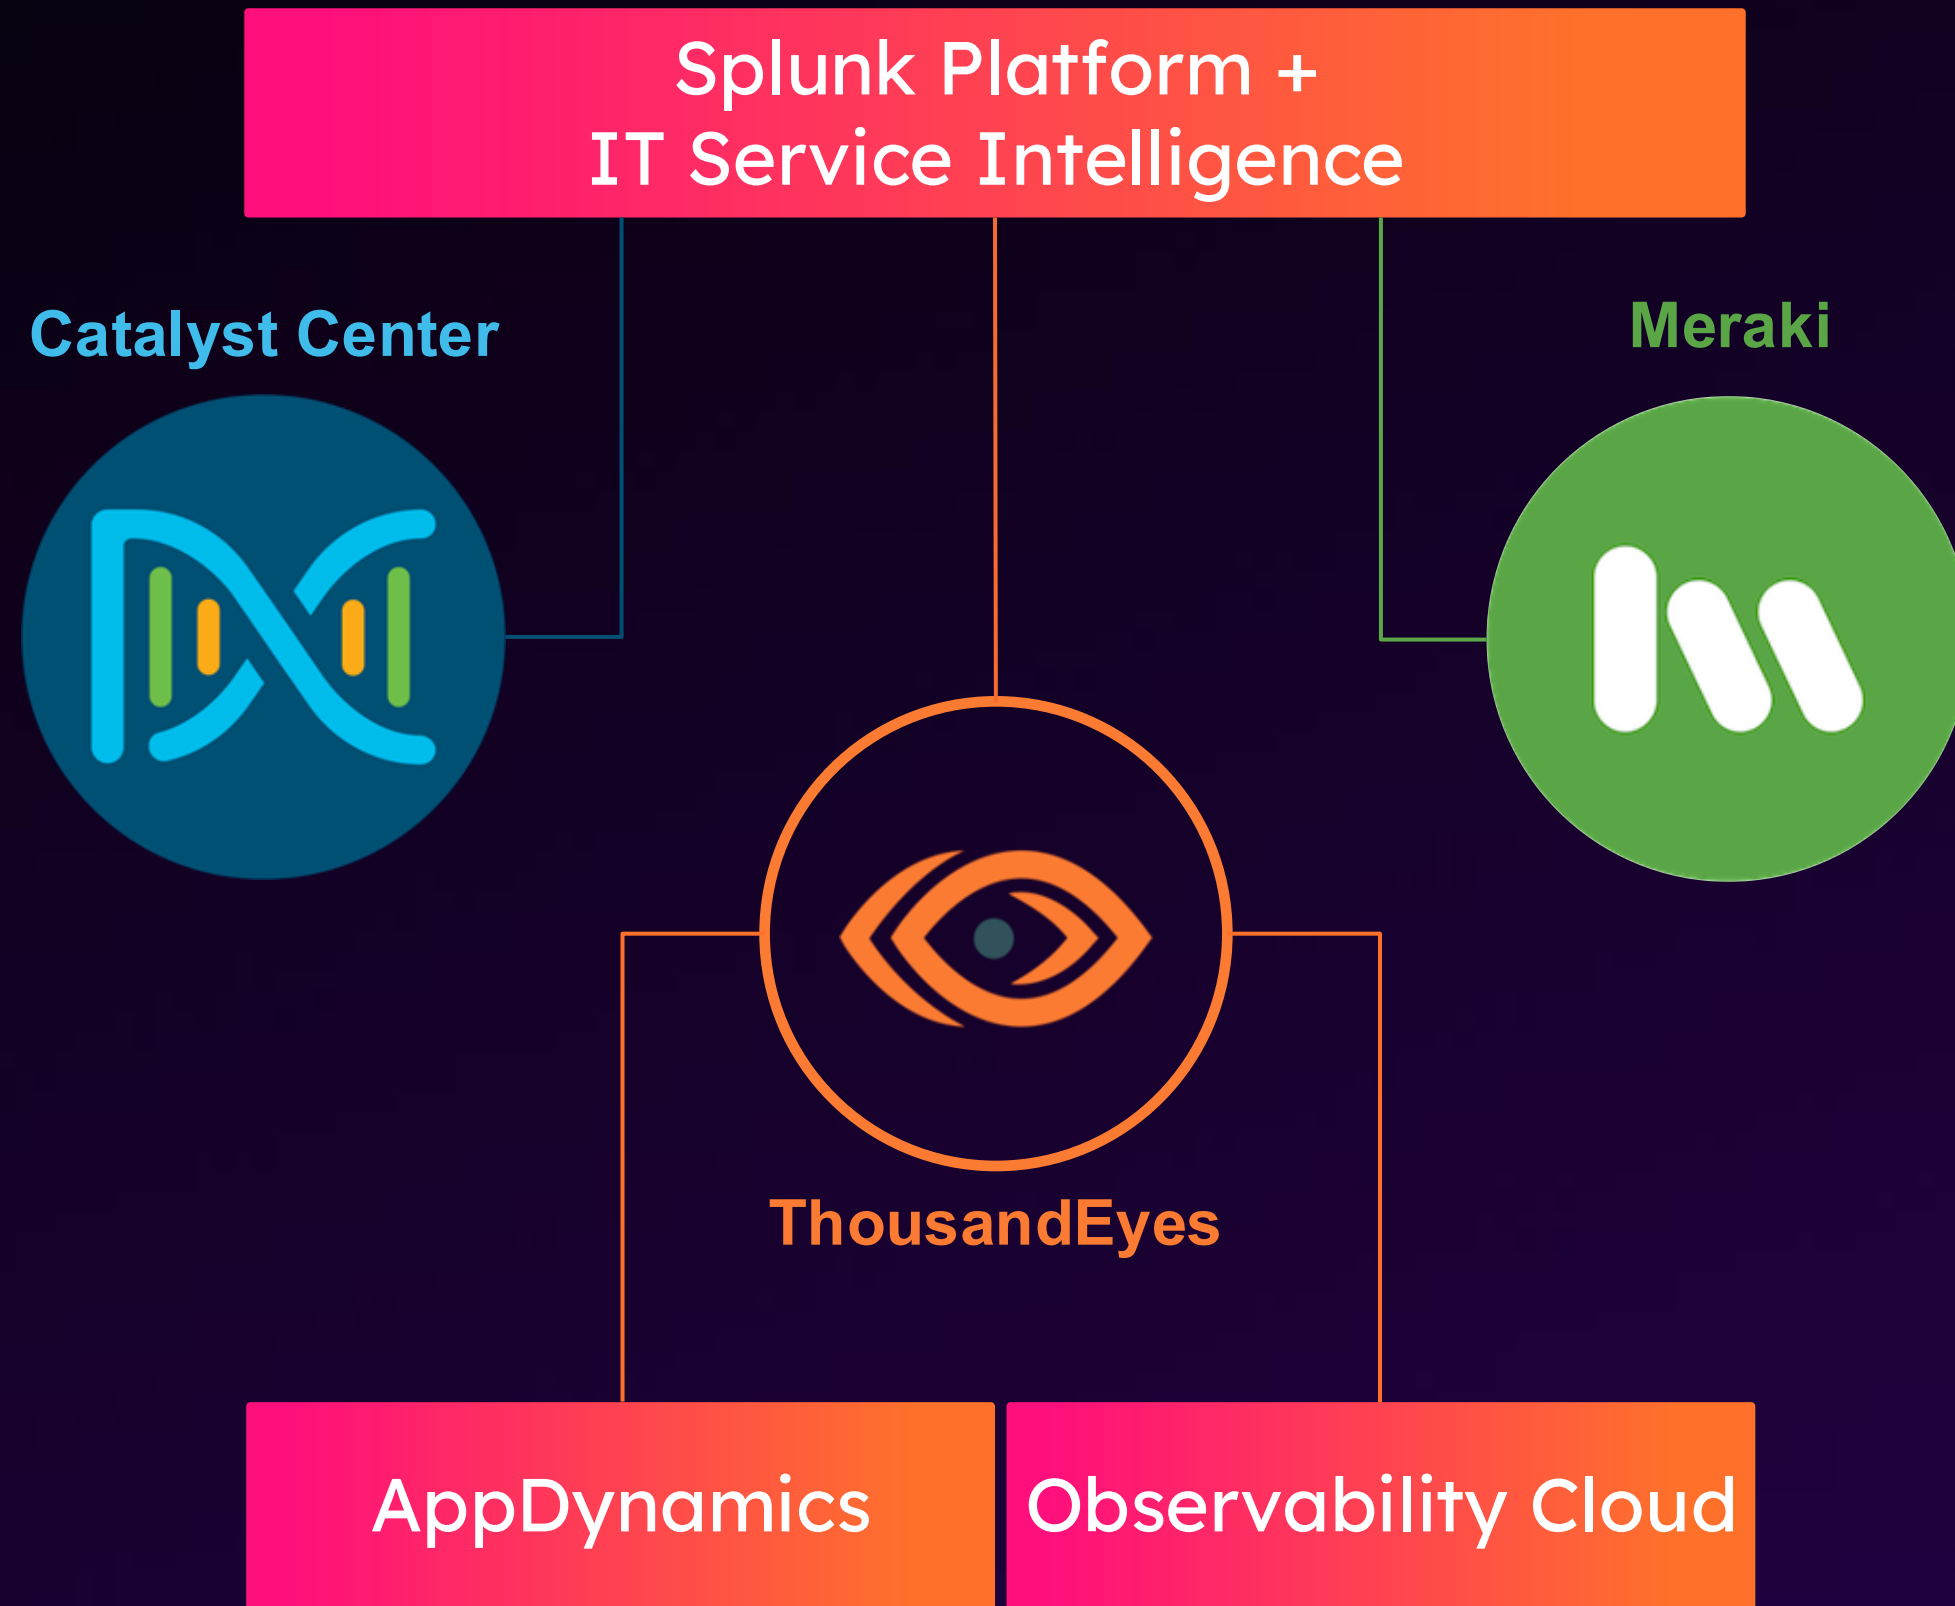 Splunk Platform +
IT Service Intelligence
Catalyst Center
Meraki
ThousandEyes
AppDynamics
Observability Cloud